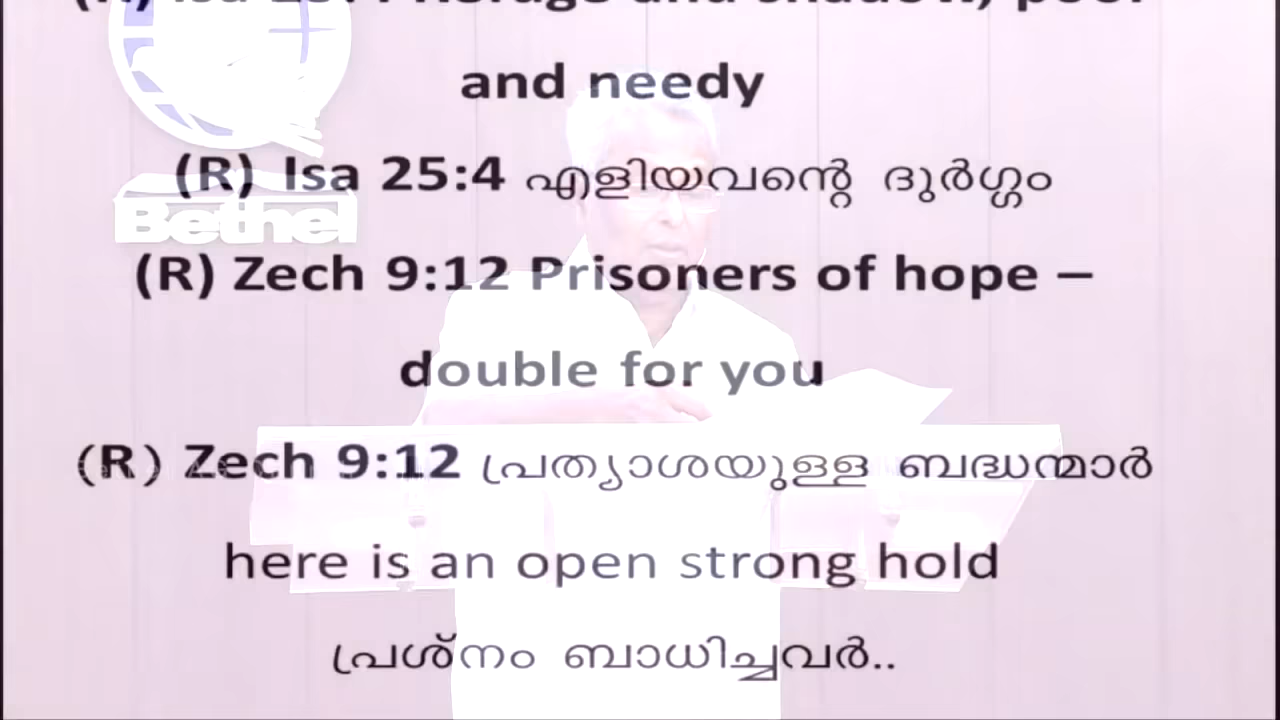 and needy
(R) Isa 25:4 എളിയവന്റെ ദുർഗ്ഗം
Bethel
(R) Zech 9:12 Prisoners of hope –
double for you
(R) Zech 9:12 പ്രത്യാശയുള്ള ബദ്ധന്മാർ
here is an open strong hold
പ്രശ്നം ബാധിച്ചവർ..